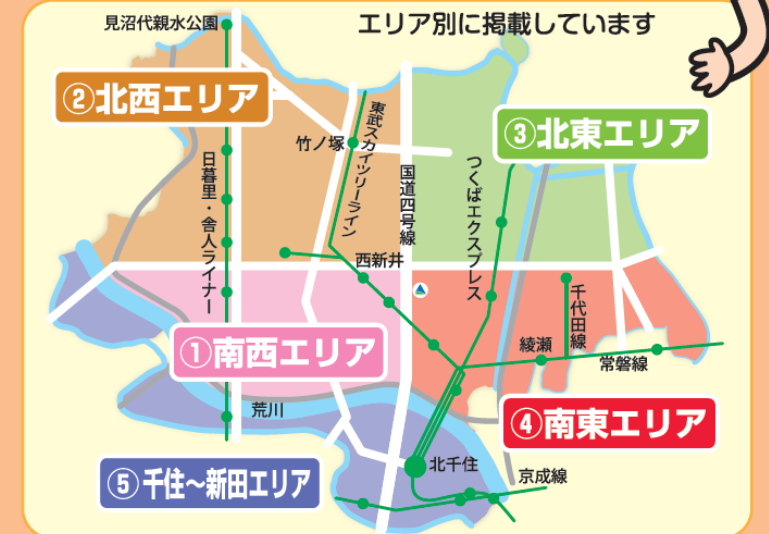 見沼代親水公園
エリア別に掲載しています
②北西エリア
東武スカイツリーライン
③北東エリア
竹ノ塚
日暮里・舎人ライナー
国道四号線
つくばエクスプレス
西新井
千代田線
①南西エリア
綾瀬
常磐線
荒川
④南東エリア
⑤千住～新田エリア
北千住
京成線